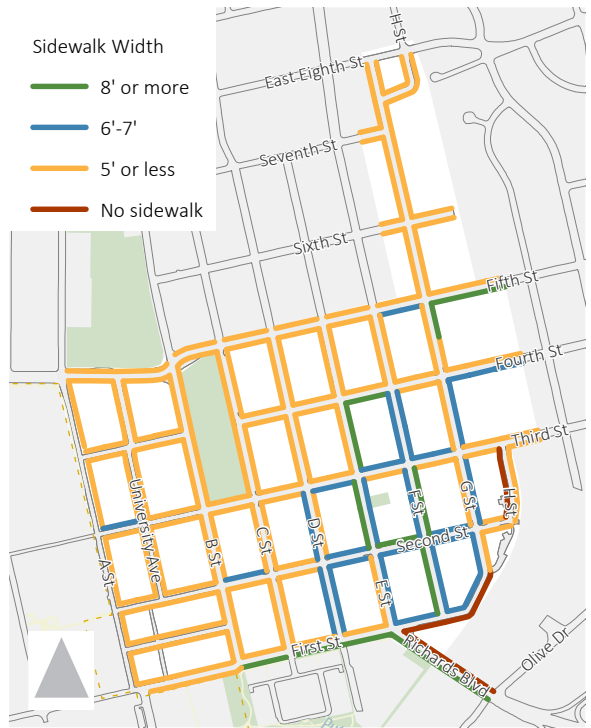 Sidewalk Width
8' or more
6'-7'
5' or less
No sidewalk
H St
East Eighth St
Seventh St
Sixth St
Fifth St
Fourth St
Third St
University Ave
A St
B St
C St
D St
E St
F St
G St
H St
Second St
First St
Richards Blvd
Olive Dr